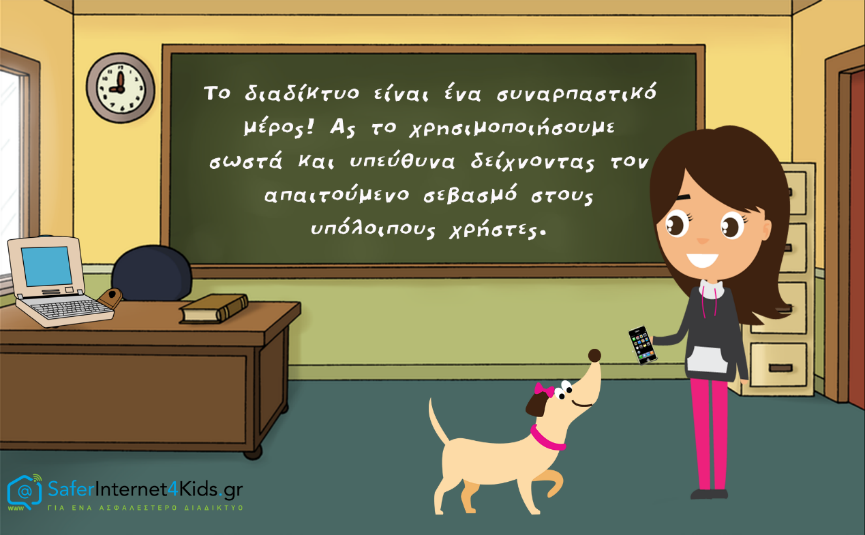 Το διαδίκτυο είναι ένα συναρπαστικό
μέρος! Ας το χρησιμοποιήσουμε
σωστά και υπεύθυνα δείχνοντας τον
απαιτούμενο σεβασμό στους
υπόλοιπους χρήστες.
@ SaferInternet4Kids.gr
www ΓΙΑ ΕΝΑ ΑΣΦΑΛΕΣΤΕΡΟ ΔΙΑΔΙΚΤΥΟ